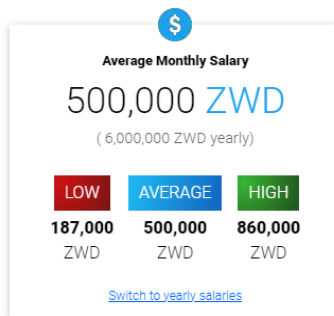 $
Average Monthly Salary
500,000 ZWD
( 6,000,000 ZWD yearly)
LOW AVERAGE HIGH
187,000 500,000 860,000
ZWD ZWD ZWD
Switch to yearly salaries